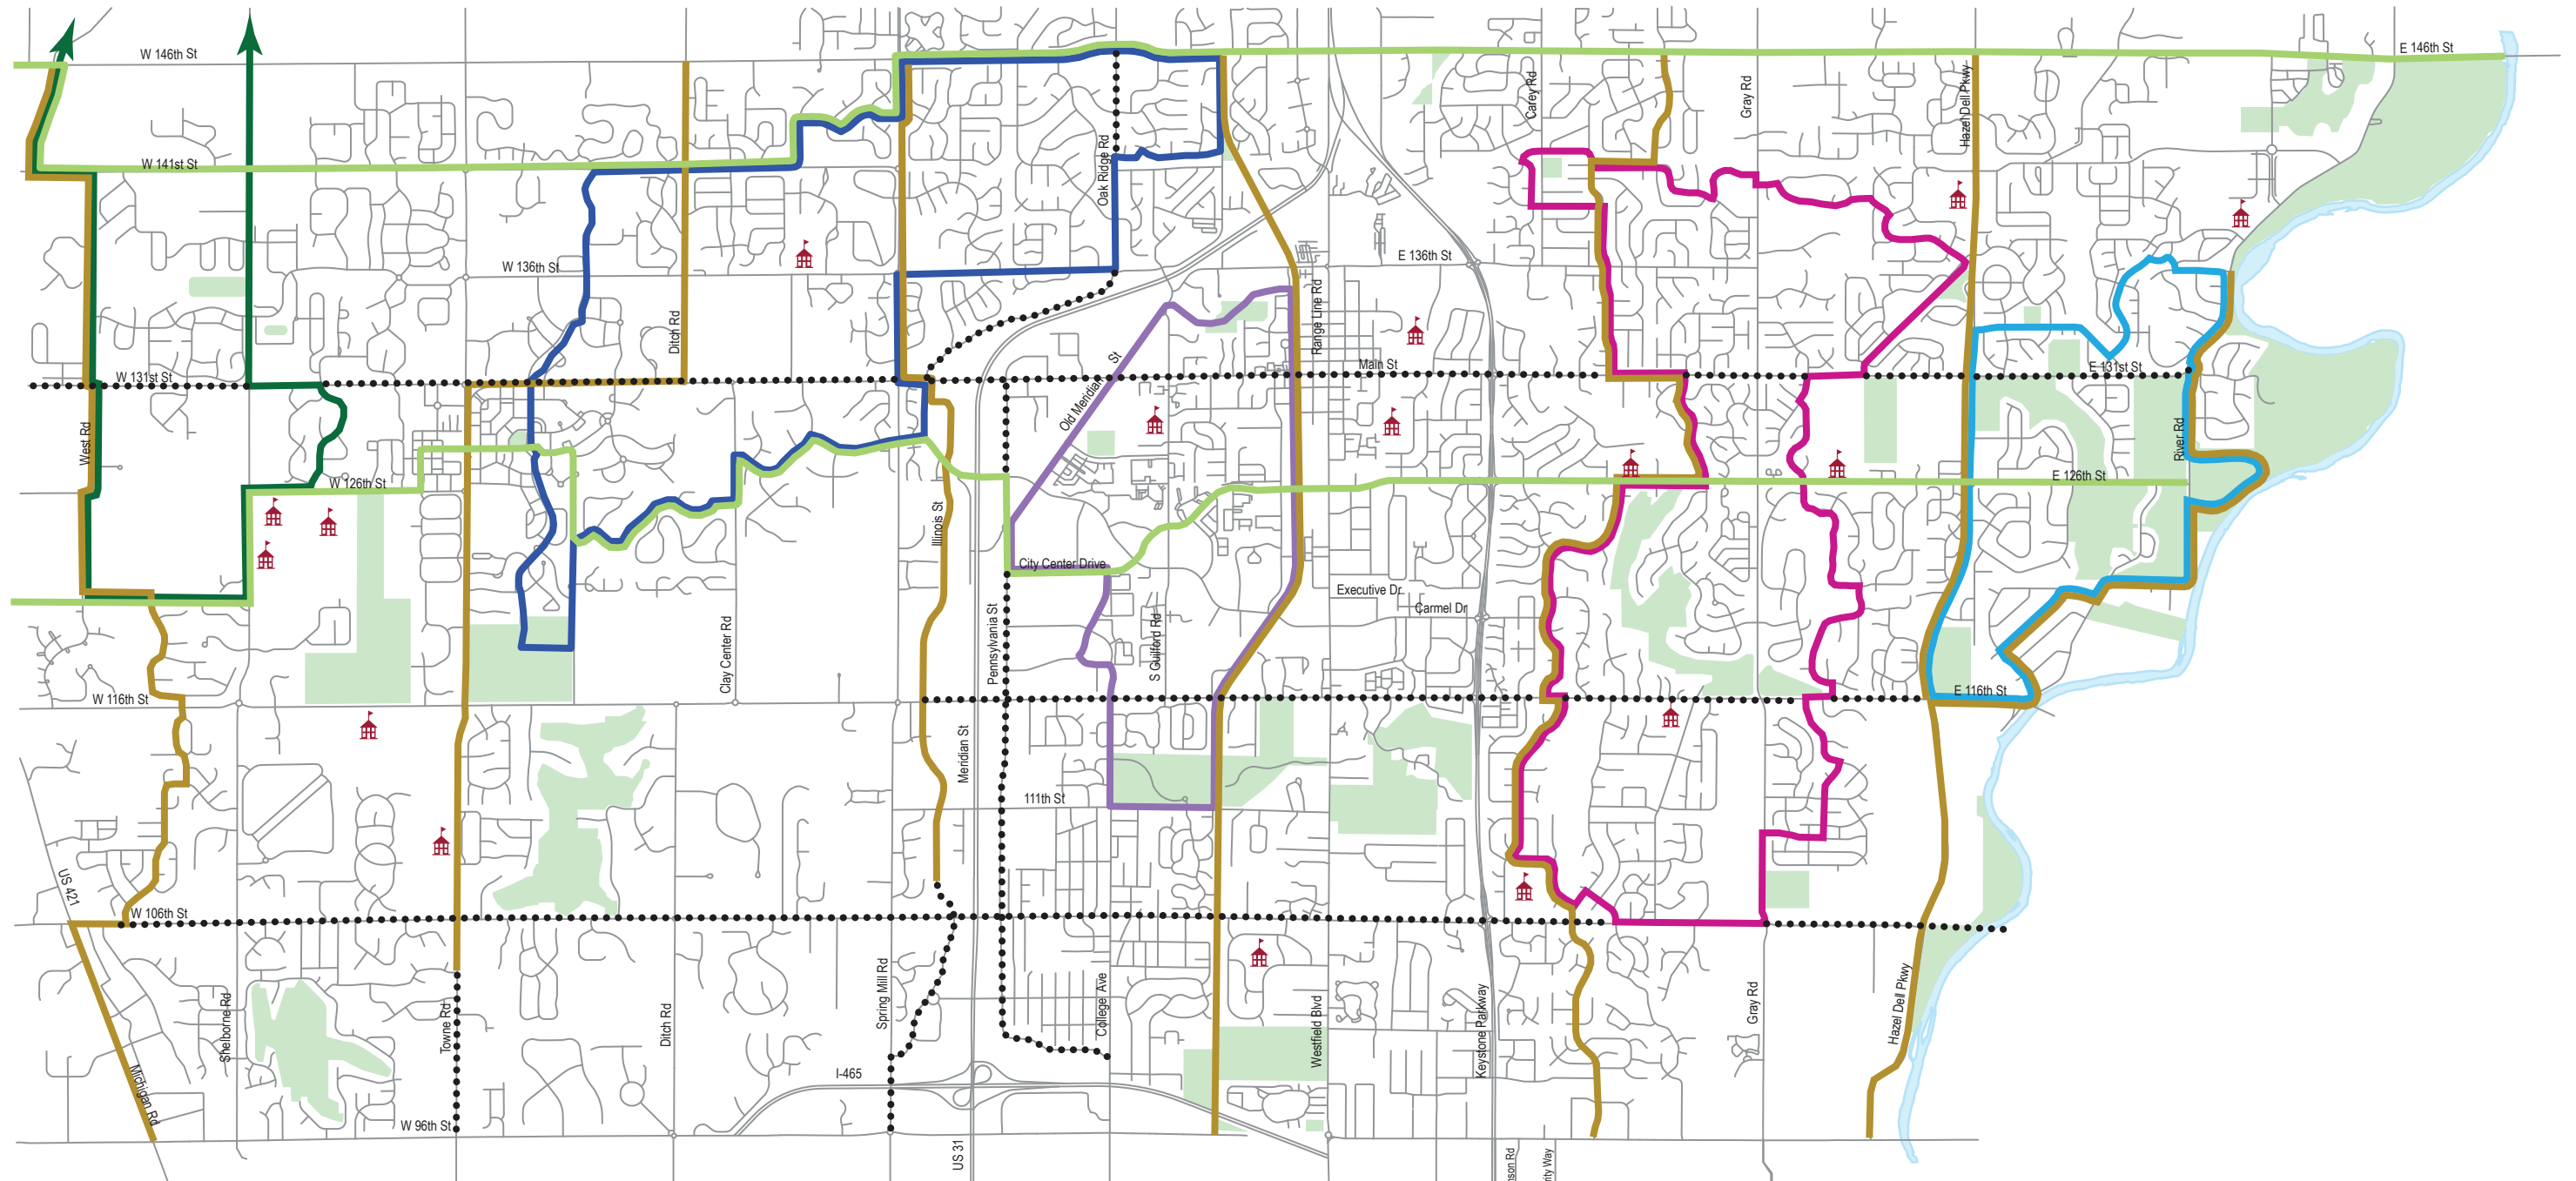 W 146th St
E 146th St
Carey Rd
Gray Rd
Hazel Dell Pkwy
W 141st St
Oak Ridge Rd
E 136th St
W 136th St
Ditch Rd
Range Line Rd
Main St
E 131st St
W 131st St
Old Meridian St
West Rd
River Rd
E 126th St
W 126th St
Illinois St
City Center Drive
Executive Dr
Carmel Dr
Pennsylvania St
S Guilford Rd
Clay Center Rd
E 116th St
W 116th St
Meridian St
111th St
US 421
W 106th St
Spring Mill Rd
College Ave
Westfield Blvd
Keystone Parkway
Gray Rd
Hazel Dell Pkwy
Shelborne Rd
Towne Rd
Ditch Rd
I-465
Michigan Rd
W 96th St
US 31
son Rd
rity Way